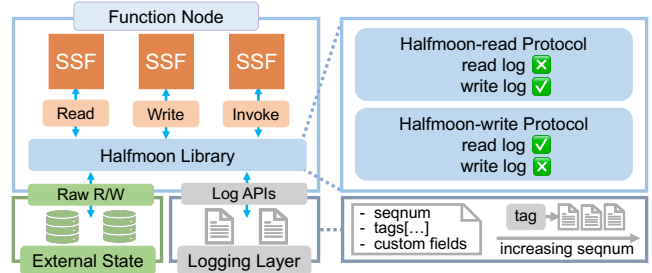 Function Node
SSF
SSF
SSF
Read
Write
Invoke
Halfmoon Library
Raw R/W
Log APIs
External State
Logging Layer
Halfmoon-read Protocol
read log
write log
Halfmoon-write Protocol
read log
write log
- seqnum
- tags[…]
- custom fields
tag
increasing seqnum